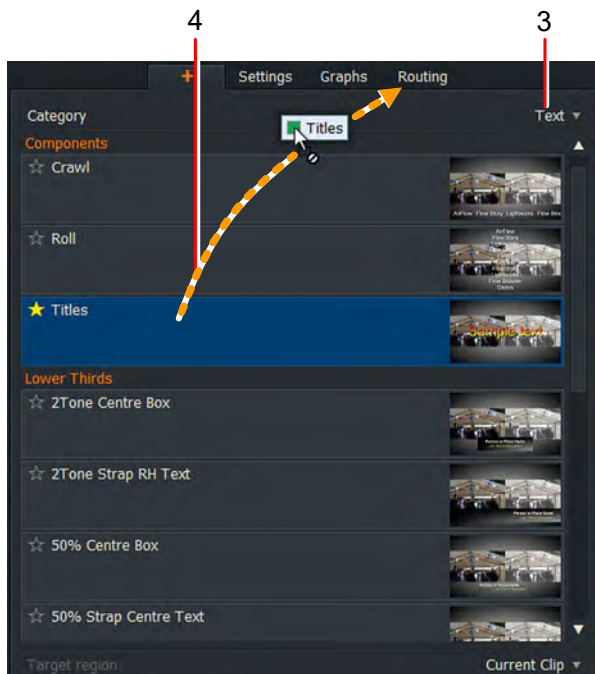 4 3
+ Settings Graphs Routing
Category Text
Titles
Components
Crawl
Roll
Titles
Sample text
Lower Thirds
2Tone Centre Box
2Tone Strap RH Text
50% Centre Box
50% Strap Centre Text
Target region Current Clip